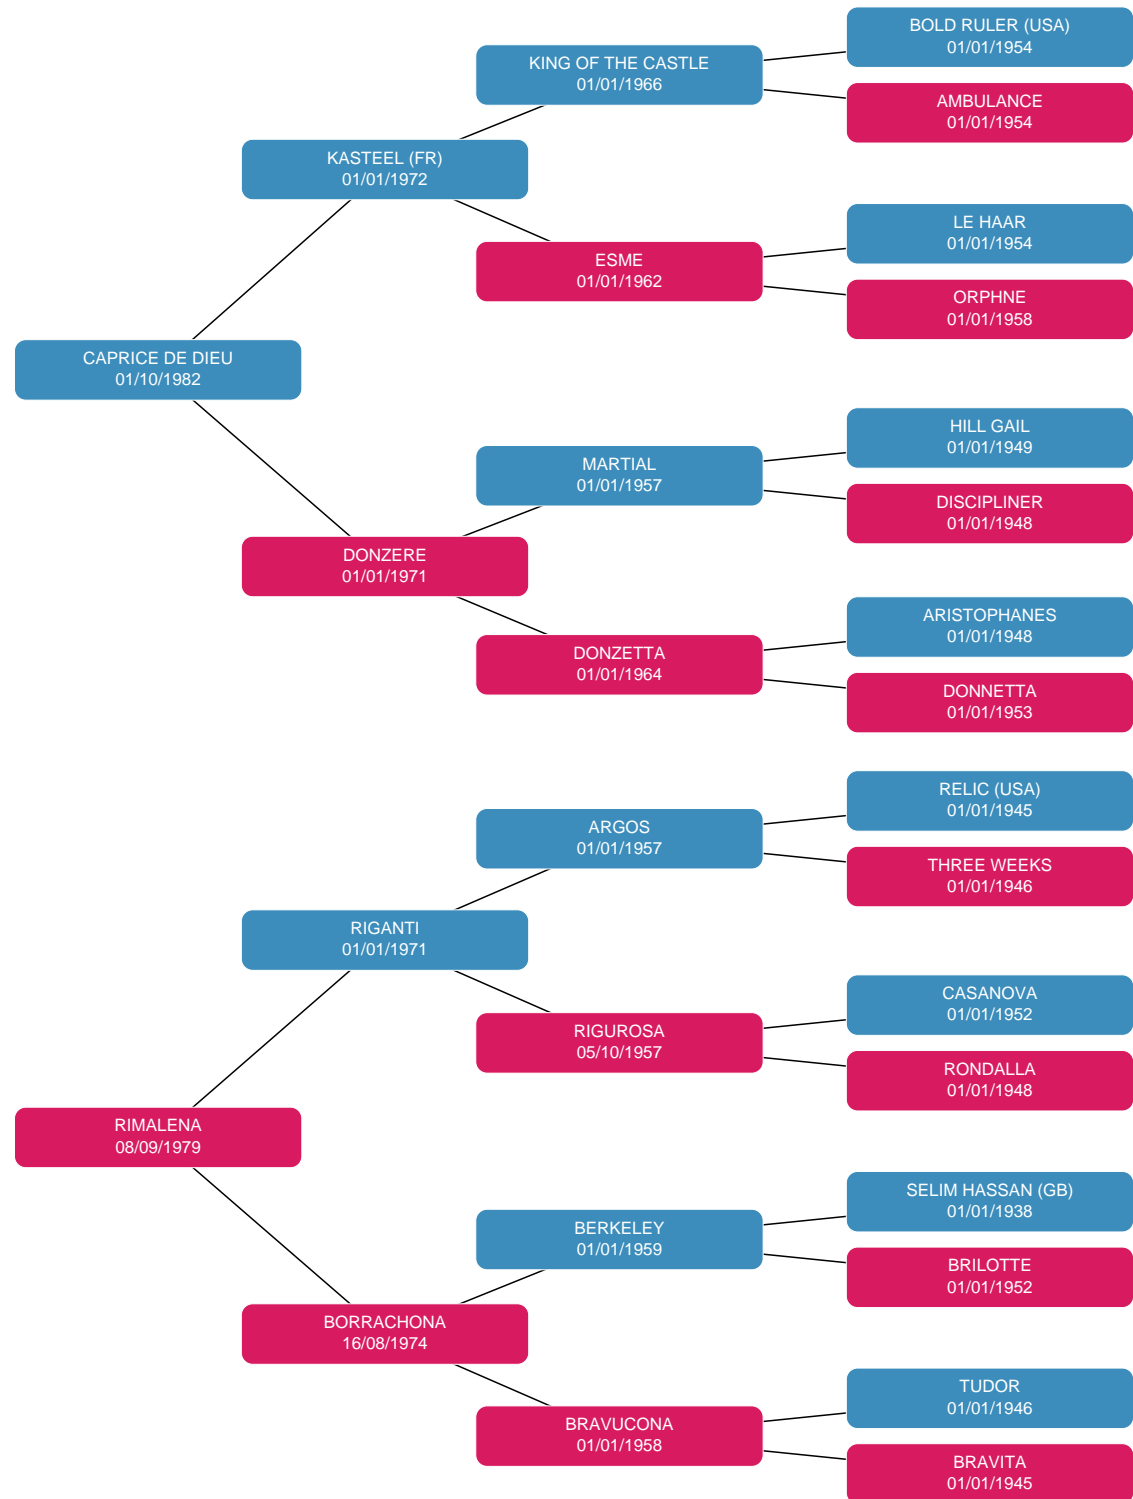 BOLD RULER (USA)
01/01/1954
KING OF THE CASTLE
01/01/1966
AMBULANCE
01/01/1954
KASTEEL (FR)
01/01/1972
LE HAAR
01/01/1954
ESME
01/01/1962
ORPHNE
01/01/1958
CAPRICE DE DIEU
01/10/1982
HILL GAIL
01/01/1949
MARTIAL
01/01/1957
DISCIPLINER
01/01/1948
DONZERE
01/01/1971
ARISTOPHANES
01/01/1948
DONZETTA
01/01/1964
DONNETTA
01/01/1953
RELIC (USA)
01/01/1945
ARGOS
01/01/1957
THREE WEEKS
01/01/1946
RIGANTI
01/01/1971
CASANOVA
01/01/1952
RIGUROSA
05/10/1957
RONDALLA
01/01/1948
RIMALENA
08/09/1979
SELIM HASSAN (GB)
01/01/1938
BERKELEY
01/01/1959
BRILOTTE
01/01/1952
BORRACHONA
16/08/1974
TUDOR
01/01/1946
BRAVUCONA
01/01/1958
BRAVITA
01/01/1945